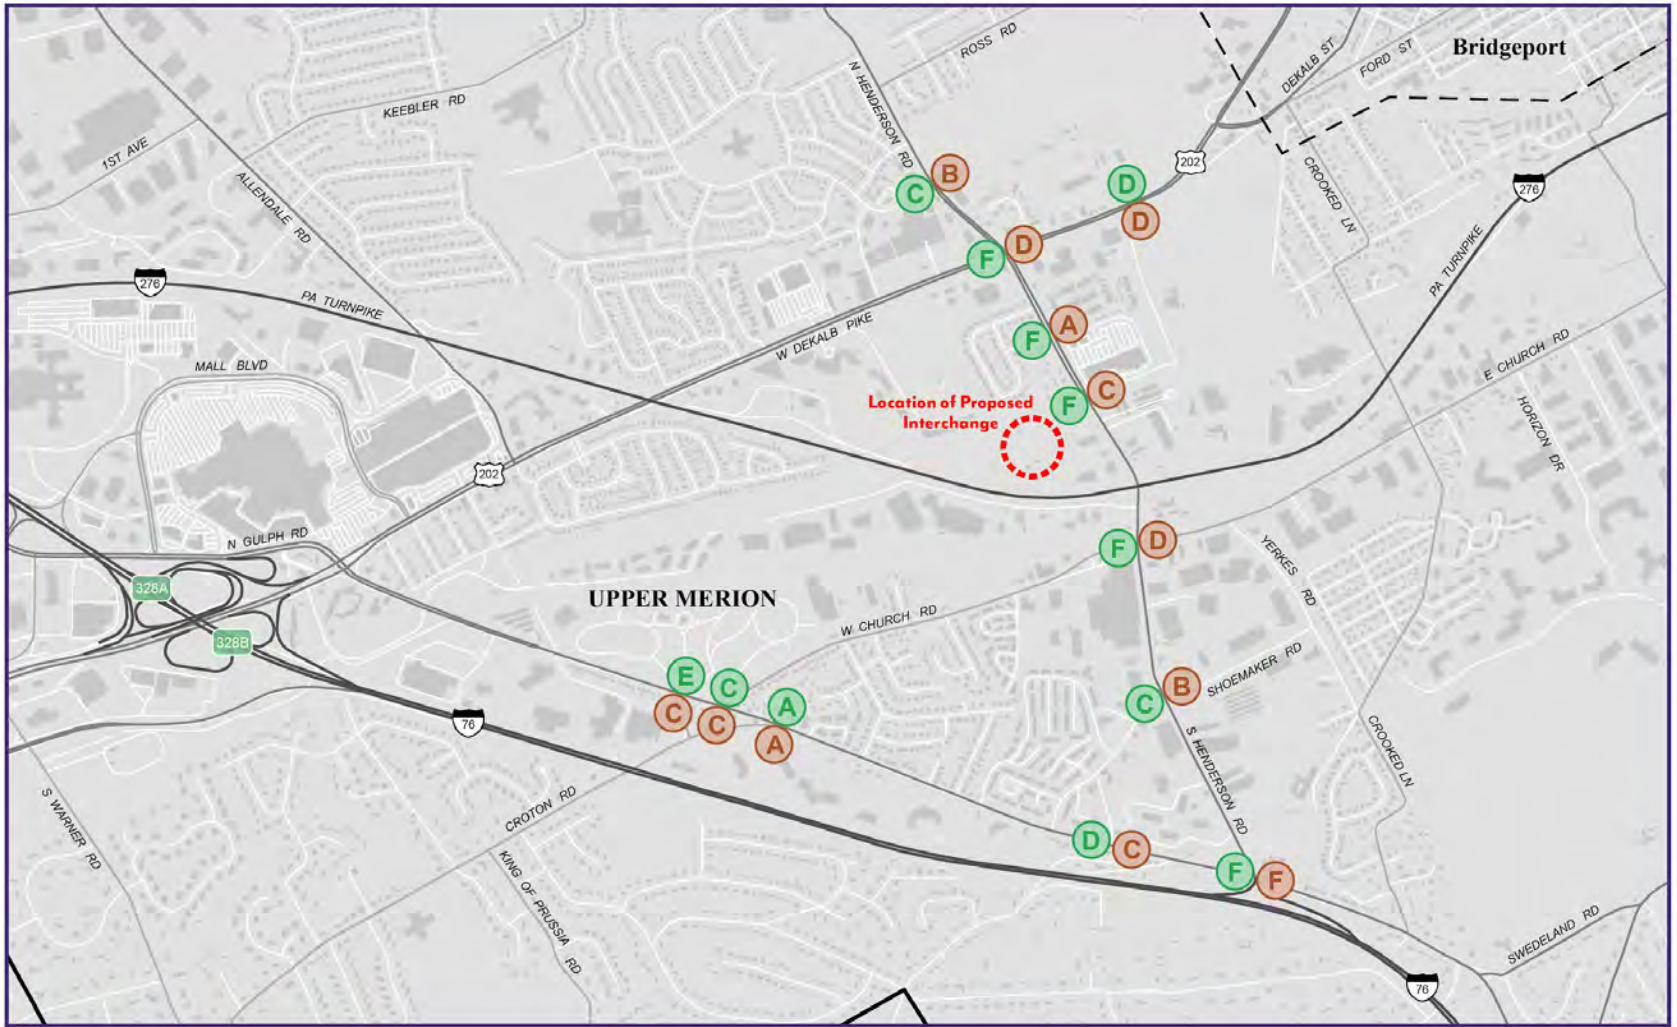 Bridgeport
ROSS RD
DEKALB ST
FORD ST
N HENDERSON RD
KEEBLER RD
1ST AVE
ALLENDALE RD
202
276
CROOKED LN
B
C
D
D
D
F
276
PA TURNPIKE
PA TURNPIKE
W DEKALB PIKE
A
F
MALL BLVD
E CHURCH RD
C
F
Location of Proposed
Interchange
HORIZON DR
202
N GULPH RD
F
D
YERKES RD
328A
UPPER MERION
W CHURCH RD
328B
SHOEMAKER RD
E
C
A
C
C
A
B
C
76
S HENDERSON RD
CROOKED LN
S WARNER RD
CROTON RD
KING OF PRUSSIA RD
D
C
F
F
SWEDELAND RD
76